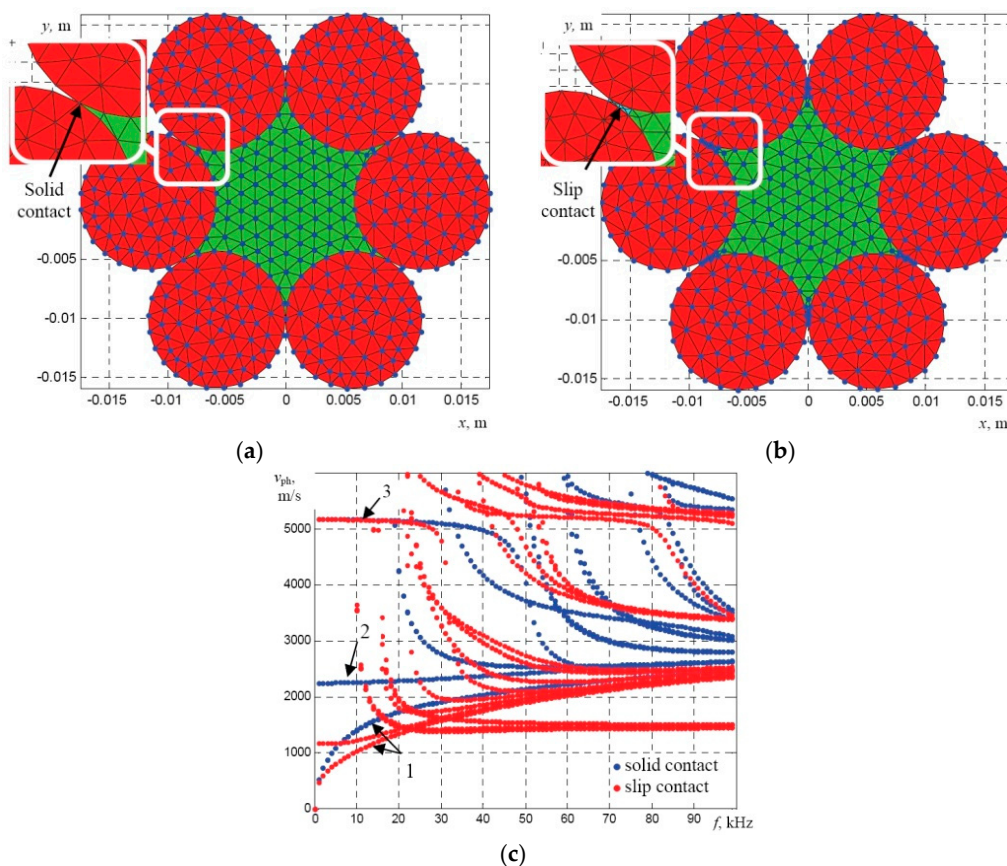 y, m
Solid
contact
-0.005
-0.01
-0.015
-0.015 -0.01 -0.005 0 0.005 0.01 0.015
x, m
(a)
y, m
Slip
contact
-0.005
-0.01
-0.015
-0.015 -0.01 -0.005 0 0.005 0.01 0.015
x, m
(b)
vph,
m/s
5000
4000
3000
2000
1000
0
3
2
1
solid contact
slip contact
0 10 20 30 40 50 60 70 80 90
f, kHz
(c)